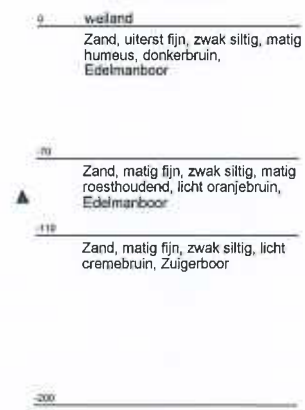 0 weiland
Zand, uiterst fijn, zwak siltig, matig
humeus, donkerbruin,
Edelmanboor
-70
Zand, matig fijn, zwak siltig, matig
roesthoudend, licht oranjebruin,
Edelmanboor
-110
Zand, matig fijn, zwak siltig, licht
cremebruin, Zuigerboor
-200